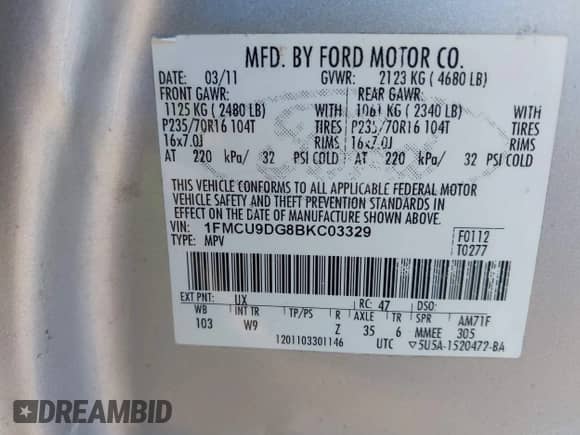 MFD. BY FORD MOTOR CO.
DATE: 03/11 GVWR: 2123 KG ( 4680 LB)
FRONT GAWR: REAR GAWR:
1125 KG ( 2480 LB) WITH 1061 KG ( 2340 LB) WITH
P235/70R16 104T TIRES P235/70R16 104T TIRES
16x7.0J RIMS 16x7.0J RIMS
AT 220 kPa/ 32 PSI COLD AT 220 kPa/ 32 PSI COLD
THIS VEHICLE CONFORMS TO ALL APPLICABLE FEDERAL MOTOR
VEHICLE SAFETY AND THEFT PREVENTION STANDARDS IN
EFFECT ON THE DATE OF MANUFACTURE SHOWN ABOVE.
VIN: 1FMCU9DG8BKC03329 F0112
TYPE: MPV T0277
EXT PNT: UX RC: 47 DSO:
WB INT TR TP/PS R AXLE TR SPR AM71F
103 W9 Z 35 6 MMEE 305
1201103301146 UTC ▽5U5A-1520472-BA
DREAMBID